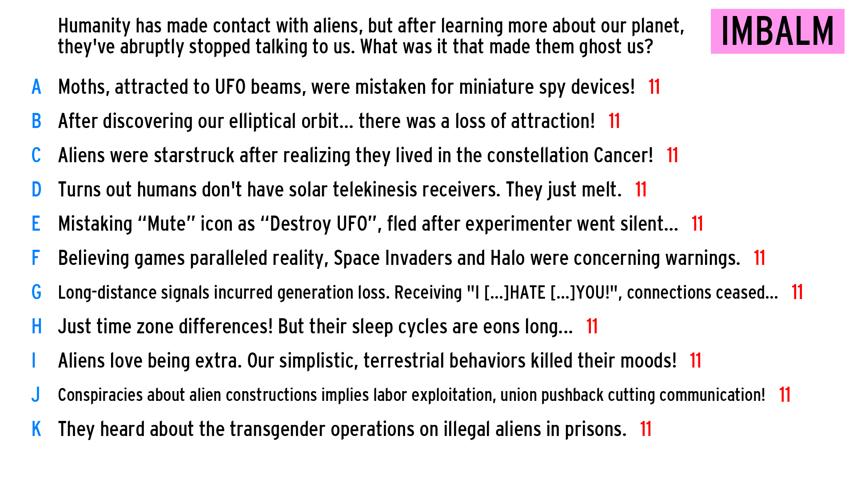 Humanity has made contact with aliens, but after learning more about our planet,
they've abruptly stopped talking to us. What was it that made them ghost us?
IMBALM
A Moths, attracted to UFO beams, were mistaken for miniature spy devices! 11
B After discovering our elliptical orbit... there was a loss of attraction! 11
C Aliens were starstruck after realizing they lived in the constellation Cancer! 11
D Turns out humans don't have solar telekinesis receivers. They just melt. 11
E Mistaking “Mute” icon as “Destroy UFO”, fled after experimenter went silent... 11
F Believing games paralleled reality, Space Invaders and Halo were concerning warnings. 11
G Long-distance signals incurred generation loss. Receiving "I [...]HATE [...]YOU!", connections ceased... 11
H Just time zone differences! But their sleep cycles are eons long... 11
I Aliens love being extra. Our simplistic, terrestrial behaviors killed their moods! 11
J Conspiracies about alien constructions implies labor exploitation, union pushback cutting communication! 11
K They heard about the transgender operations on illegal aliens in prisons. 11